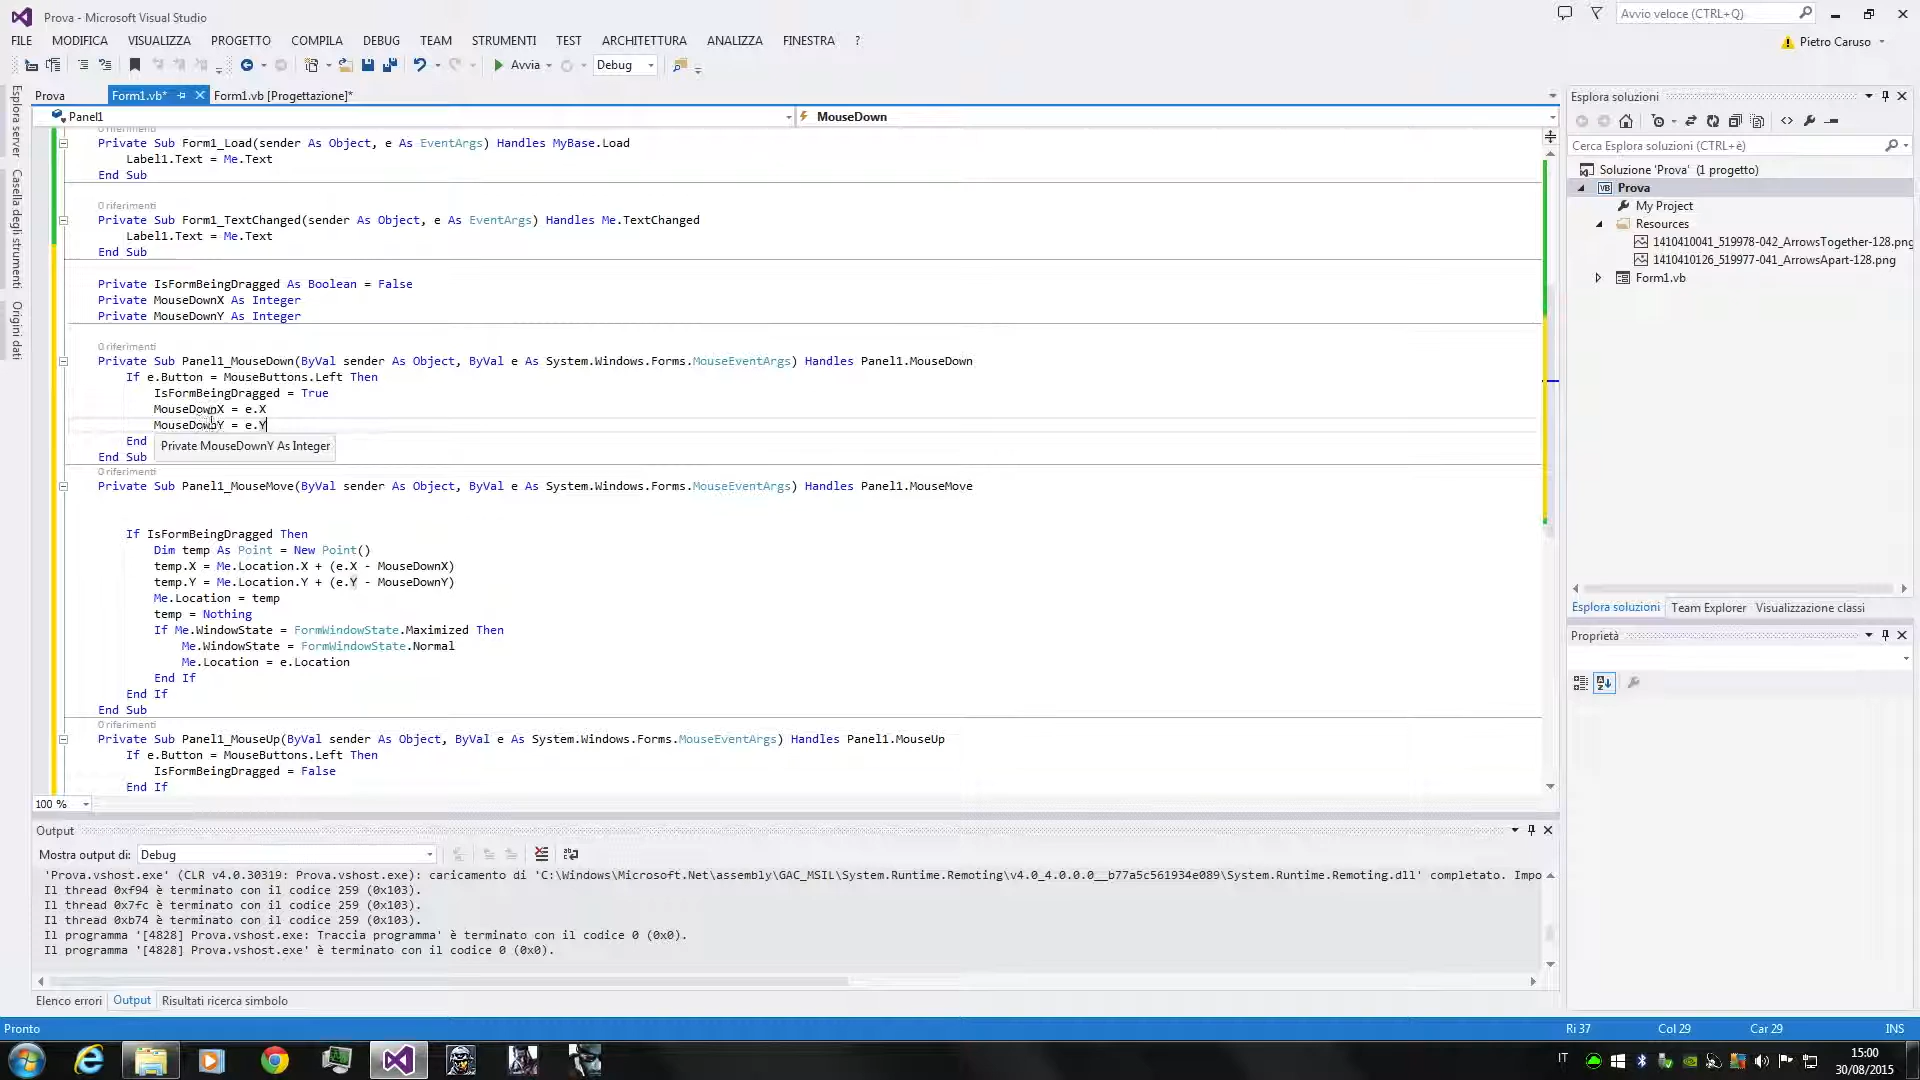 Prova - Microsoft Visual Studio
Avvio veloce (CTRL+Q)
FILE MODIFICA VISUALIZZA PROGETTO COMPILA DEBUG TEAM STRUMENTI TEST ARCHITETTURA ANALIZZA FINESTRA ?
Pietro Caruso
Avvia
Debug
Prova
Form1.vb*
Form1.vb [Progettazione]*
Panel1
MouseDown
Esplora server
Casella degli strumenti
Origini dati
0 riferimenti
Private Sub Form1_Load(sender As Object, e As EventArgs) Handles MyBase.Load
Label1.Text = Me.Text
End Sub
0 riferimenti
Private Sub Form1_TextChanged(sender As Object, e As EventArgs) Handles Me.TextChanged
Label1.Text = Me.Text
End Sub
Private IsFormBeingDragged As Boolean = False
Private MouseDownX As Integer
Private MouseDownY As Integer
0 riferimenti
Private Sub Panel1_MouseDown(ByVal sender As Object, ByVal e As System.Windows.Forms.MouseEventArgs) Handles Panel1.MouseDown
If e.Button = MouseButtons.Left Then
IsFormBeingDragged = True
MouseDownX = e.X
MouseDownY = e.Y
End
Private MouseDownY As Integer
End Sub
0 riferimenti
Private Sub Panel1_MouseMove(ByVal sender As Object, ByVal e As System.Windows.Forms.MouseEventArgs) Handles Panel1.MouseMove
If IsFormBeingDragged Then
Dim temp As Point = New Point()
temp.X = Me.Location.X + (e.X - MouseDownX)
temp.Y = Me.Location.Y + (e.Y - MouseDownY)
Me.Location = temp
temp = Nothing
If Me.WindowState = FormWindowState.Maximized Then
Me.WindowState = FormWindowState.Normal
Me.Location = e.Location
End If
End If
End Sub
0 riferimenti
Private Sub Panel1_MouseUp(ByVal sender As Object, ByVal e As System.Windows.Forms.MouseEventArgs) Handles Panel1.MouseUp
If e.Button = MouseButtons.Left Then
IsFormBeingDragged = False
End If
100 %
Output
Mostra output di: Debug
'Prova.vshost.exe' (CLR v4.0.30319: Prova.vshost.exe): caricamento di 'C:\Windows\Microsoft.Net\assembly\GAC_MSIL\System.Runtime.Remoting\v4.0_4.0.0.0__b77a5c561934e089\System.Runtime.Remoting.dll' completato. Impo
Il thread 0xf94 è terminato con il codice 259 (0x103).
Il thread 0x7fc è terminato con il codice 259 (0x103).
Il thread 0xb74 è terminato con il codice 259 (0x103).
Il programma '[4828] Prova.vshost.exe: Traccia programma' è terminato con il codice 0 (0x0).
Il programma '[4828] Prova.vshost.exe' è terminato con il codice 0 (0x0).
Elenco errori Output Risultati ricerca simbolo
Esplora soluzioni
Cerca Esplora soluzioni (CTRL+è)
Soluzione 'Prova' (1 progetto)
VB Prova
My Project
Resources
1410410041_519978-042_ArrowsTogether-128.png
1410410126_519977-041_ArrowsApart-128.png
Form1.vb
Esplora soluzioni Team Explorer Visualizzazione classi
Proprietà
Pronto
Ri 37 Col 29 Car 29 INS
IT
15:00
30/08/2015